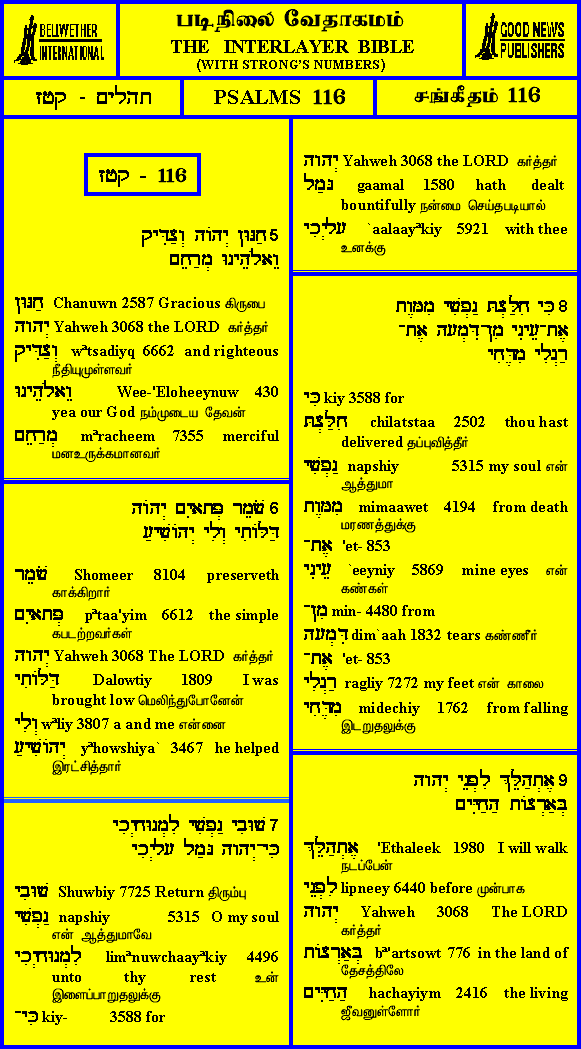 BELLWETHER
INTERNATIONAL
படிநிலை வேதாகமம்
THE INTERLAYER BIBLE
(WITH STRONG'S NUMBERS)
GOOD NEWS
PUBLISHERS
תהלים - קטז
PSALMS 116
சங்கீதம் 116
קטז - 116
5 חַנּוּן יְהוָֹה וְצַדִּיק
וֵאלֹהֵינוּ מְרַחֵם
חַנּוּן Chanuwn 2587 Gracious கிருபை
יְהוָה Yahweh 3068 the LORD கர்த்தர்
וְצַדִּיק wªtsadiyq 6662 and righteous
நீதியுமுள்ளவர்
וֵאלֹהֵינוּ Wee-'Eloheeynuw 430
yea our God நம்முடைய தேவன்
מְרַחֵם mªracheem 7355 merciful
மனஉருக்கமானவர்
6 שֹׁמֵר פְּתָאיִם יְהוָֹה
דַּלּוֹתִי וְלִי יְהוֹשִׁיעַ
שֹׁמֵר Shomeer 8104 preserveth
காக்கிறார்
פְּתָאיִם pªtaa'yim 6612 the simple
கபடற்றவர்கள்
יְהוָה Yahweh 3068 The LORD கர்த்தர்
דַּלּוֹתִי Dalowtiy 1809 I was
brought low மெலிந்துபோனேன்
וְלִי wªliy 3807 a and me என்னை
יְהוֹשִׁיעַ yªhowshiya` 3467 he helped
இரட்சித்தார்
7 שׁוּבִי נַפְשִׁי לִמְנוּחָיְכִי
כִּי־יְהוָה גָּמַל עָלָיְכִי
שׁוּבִי Shuwbiy 7725 Return திரும்பு
נַפְשִׁי napshiy 5315 O my soul
என் ஆத்துமாவே
לִמְנוּחָיְכִי limªnuwchaayªkiy 4496
unto thy rest உன்
இளைப்பாறுதலுக்கு
כִּי־ kiy- 3588 for
יְהוָה Yahweh 3068 the LORD கர்த்தர்
גָּמַל gaamal 1580 hath dealt
bountifully நன்மை செய்தபடியால்
עָלָיְכִי `aalaayªkiy 5921 with thee
உனக்கு
8 כִּי חִלַּצְתָּ נַפְשִׁי מִמָּוֶת
אֶת־עֵינִי מִן־דִּמְעָה אֶת־
רַגְלִי מִדֶּחִי
כִּי kiy 3588 for
חִלַּצְתָּ chilatstaa 2502 thou hast
delivered தப்புவித்தீர்
נַפְשִׁי napshiy 5315 my soul என்
ஆத்துமா
מִמָּוֶת mimaawet 4194 from death
மரணத்துக்கு
אֶת־ 'et- 853
עֵינִי `eeyniy 5869 mine eyes என்
கண்கள்
מִן־ min- 4480 from
דִּמְעָה dim`aah 1832 tears கண்ணீர்
אֶת־ 'et- 853
רַגְלִי ragliy 7272 my feet என் காலை
מִדֶּחִי midechiy 1762 from falling
இடறுதலுக்கு
9 אֶתְהַלֵּךְ לִפְנֵי יְהוָה
בְּאַרְצוֹת הַחַיִּים
אֶתְהַלֵּךְ 'Ethaleek 1980 I will walk
நடப்பேன்
לִפְנֵי lipneey 6440 before முன்பாக
יְהוָה Yahweh 3068 The LORD
கர்த்தர்
בְּאַרְצוֹת bª'artsowt 776 in the land of
தேசத்திலே
הַחַיִּים hachayiym 2416 the living
ஜீவனுள்ளோர்